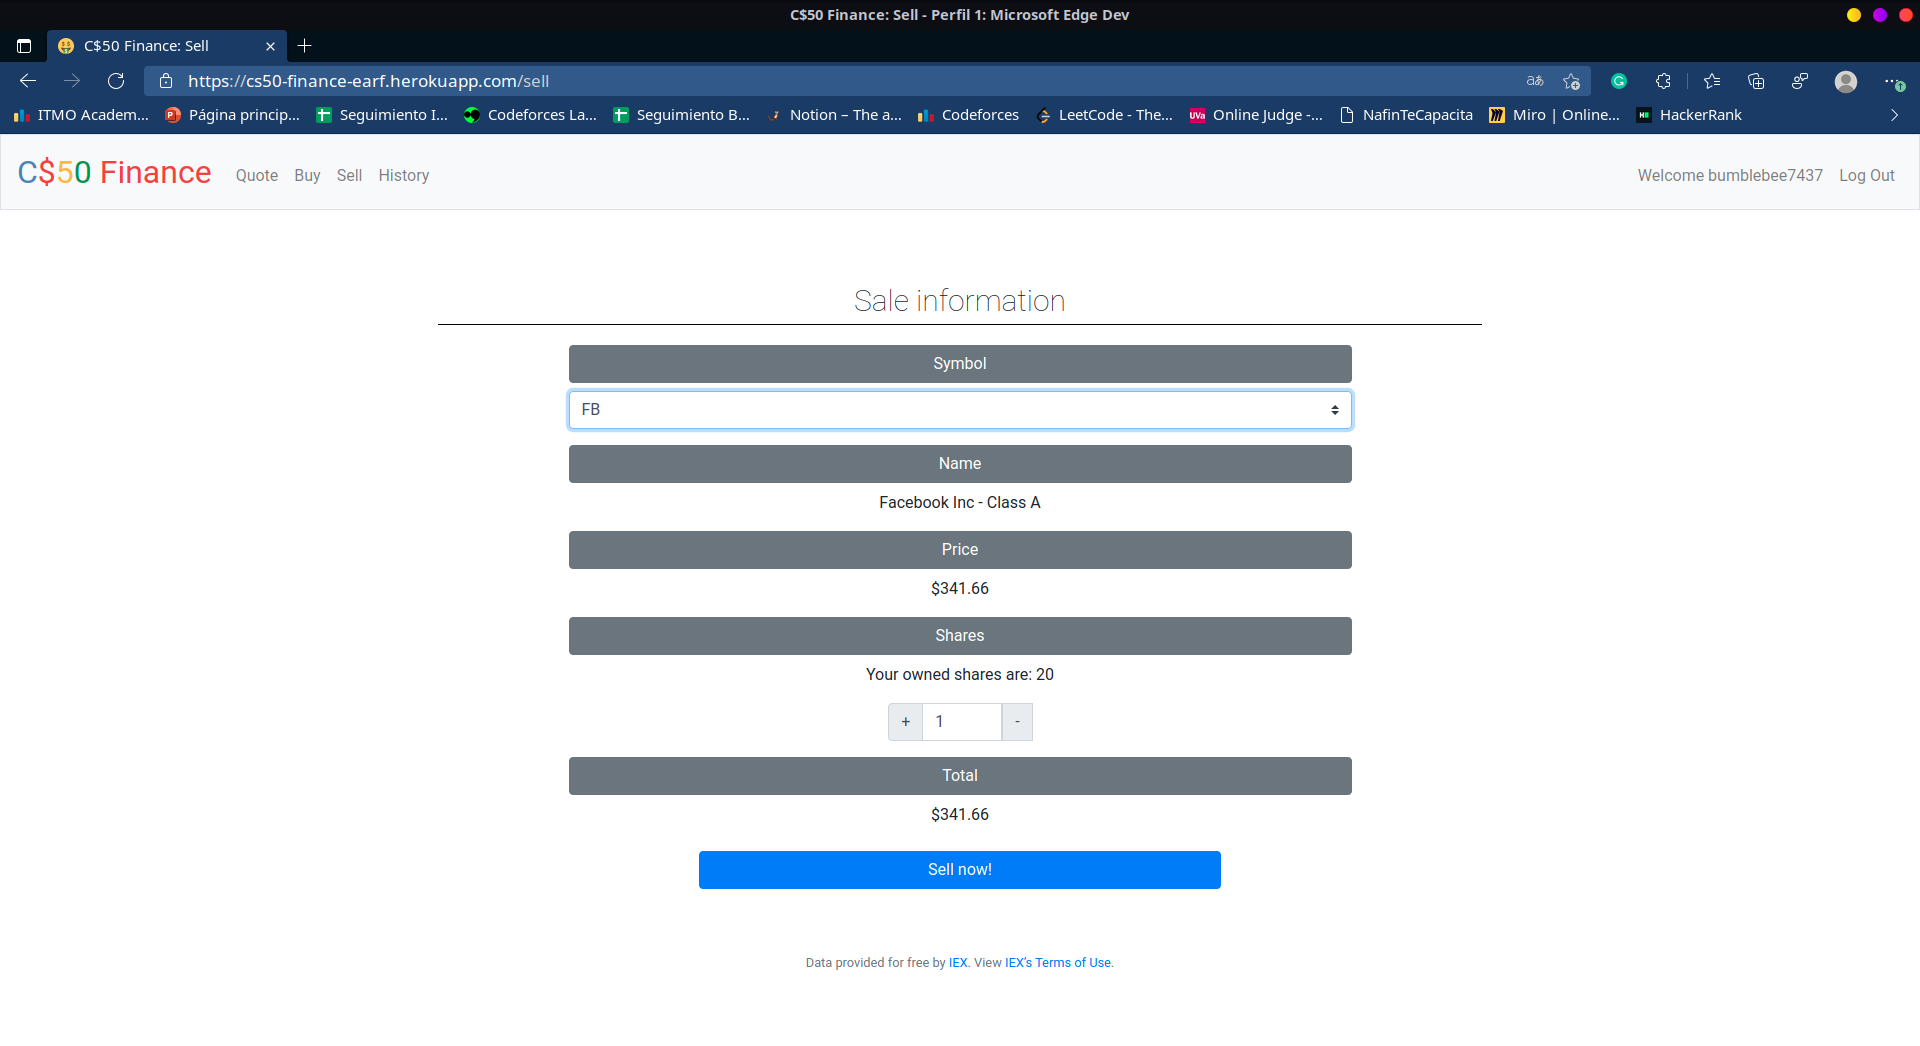 C$50 Finance: Sell - Perfil 1: Microsoft Edge Dev
C$50 Finance: Sell
https://cs50-finance-earf.herokuapp.com/sell
ITMO Academ... Página princip... Seguimiento I... Codeforces La... Seguimiento B... Notion – The a... Codeforces LeetCode - The... Online Judge -... NafinTeCapacita Miro | Online... HackerRank
C$50 Finance Quote Buy Sell History Welcome bumblebee7437 Log Out
Sale information
Symbol
FB
Name
Facebook Inc - Class A
Price
$341.66
Shares
Your owned shares are: 20
+ 1 -
Total
$341.66
Sell now!
Data provided for free by IEX. View IEX's Terms of Use.